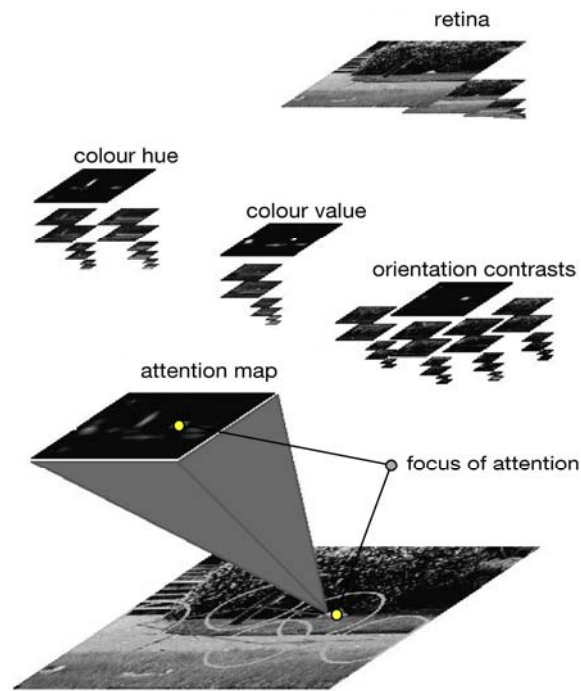 retina
colour hue
colour value
orientation contrasts
attention map
focus of attention